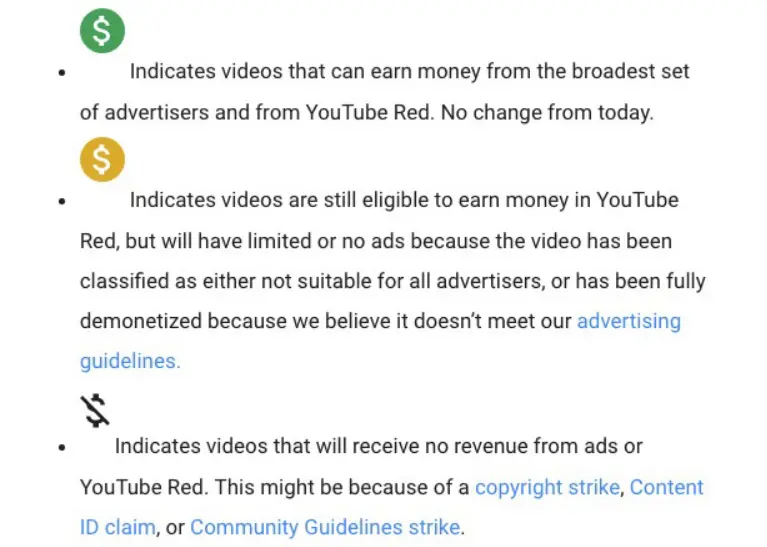 $
• Indicates videos that can earn money from the broadest set
of advertisers and from YouTube Red. No change from today.
$
• Indicates videos are still eligible to earn money in YouTube
Red, but will have limited or no ads because the video has been
classified as either not suitable for all advertisers, or has been fully
demonetized because we believe it doesn’t meet our advertising
guidelines.
$
• Indicates videos that will receive no revenue from ads or
YouTube Red. This might be because of a copyright strike, Content
ID claim, or Community Guidelines strike.